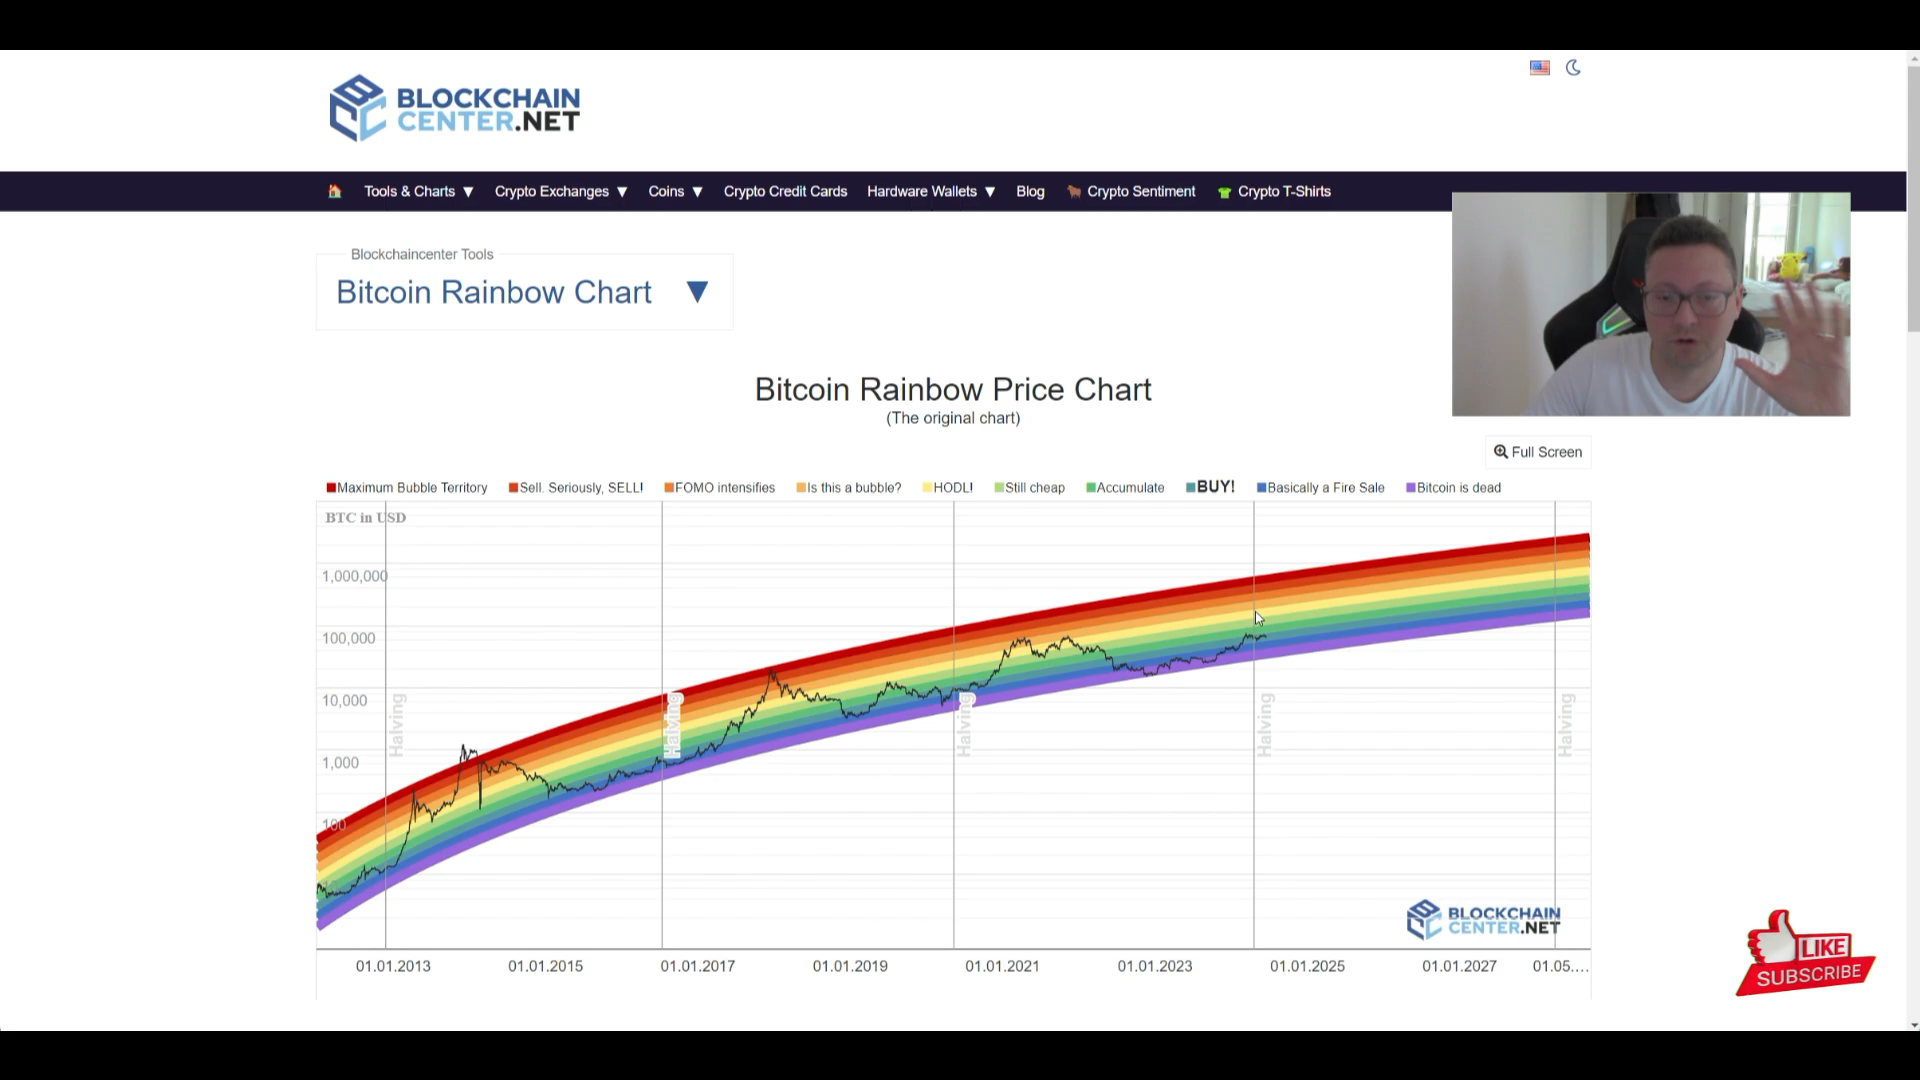 BLOCKCHAIN
CENTER.NET
Tools & Charts ▼ Crypto Exchanges ▼ Coins ▼ Crypto Credit Cards Hardware Wallets ▼ Blog Crypto Sentiment Crypto T-Shirts
Blockchaincenter Tools
Bitcoin Rainbow Chart ▼
Bitcoin Rainbow Price Chart
(The original chart)
Full Screen
Maximum Bubble Territory Sell. Seriously, SELL! FOMO intensifies Is this a bubble? HODL! Still cheap Accumulate BUY! Basically a Fire Sale Bitcoin is dead
BTC in USD
1,000,000
100,000
10,000
1,000
100
Halving Halving Halving Halving Halving
BLOCKCHAIN
CENTER.NET
LIKE
SUBSCRIBE
01.01.2013 01.01.2015 01.01.2017 01.01.2019 01.01.2021 01.01.2023 01.01.2025 01.01.2027 01.05....